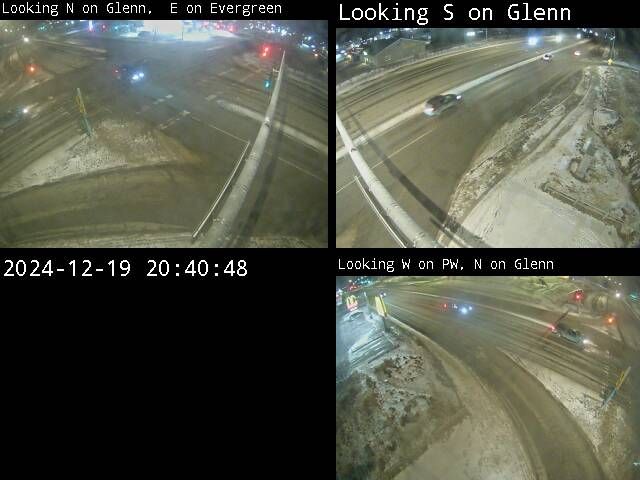 Looking N on Glenn, E on Evergreen
Looking S on Glenn
2024-12-19 20:40:48
Looking W on PW, N on Glenn